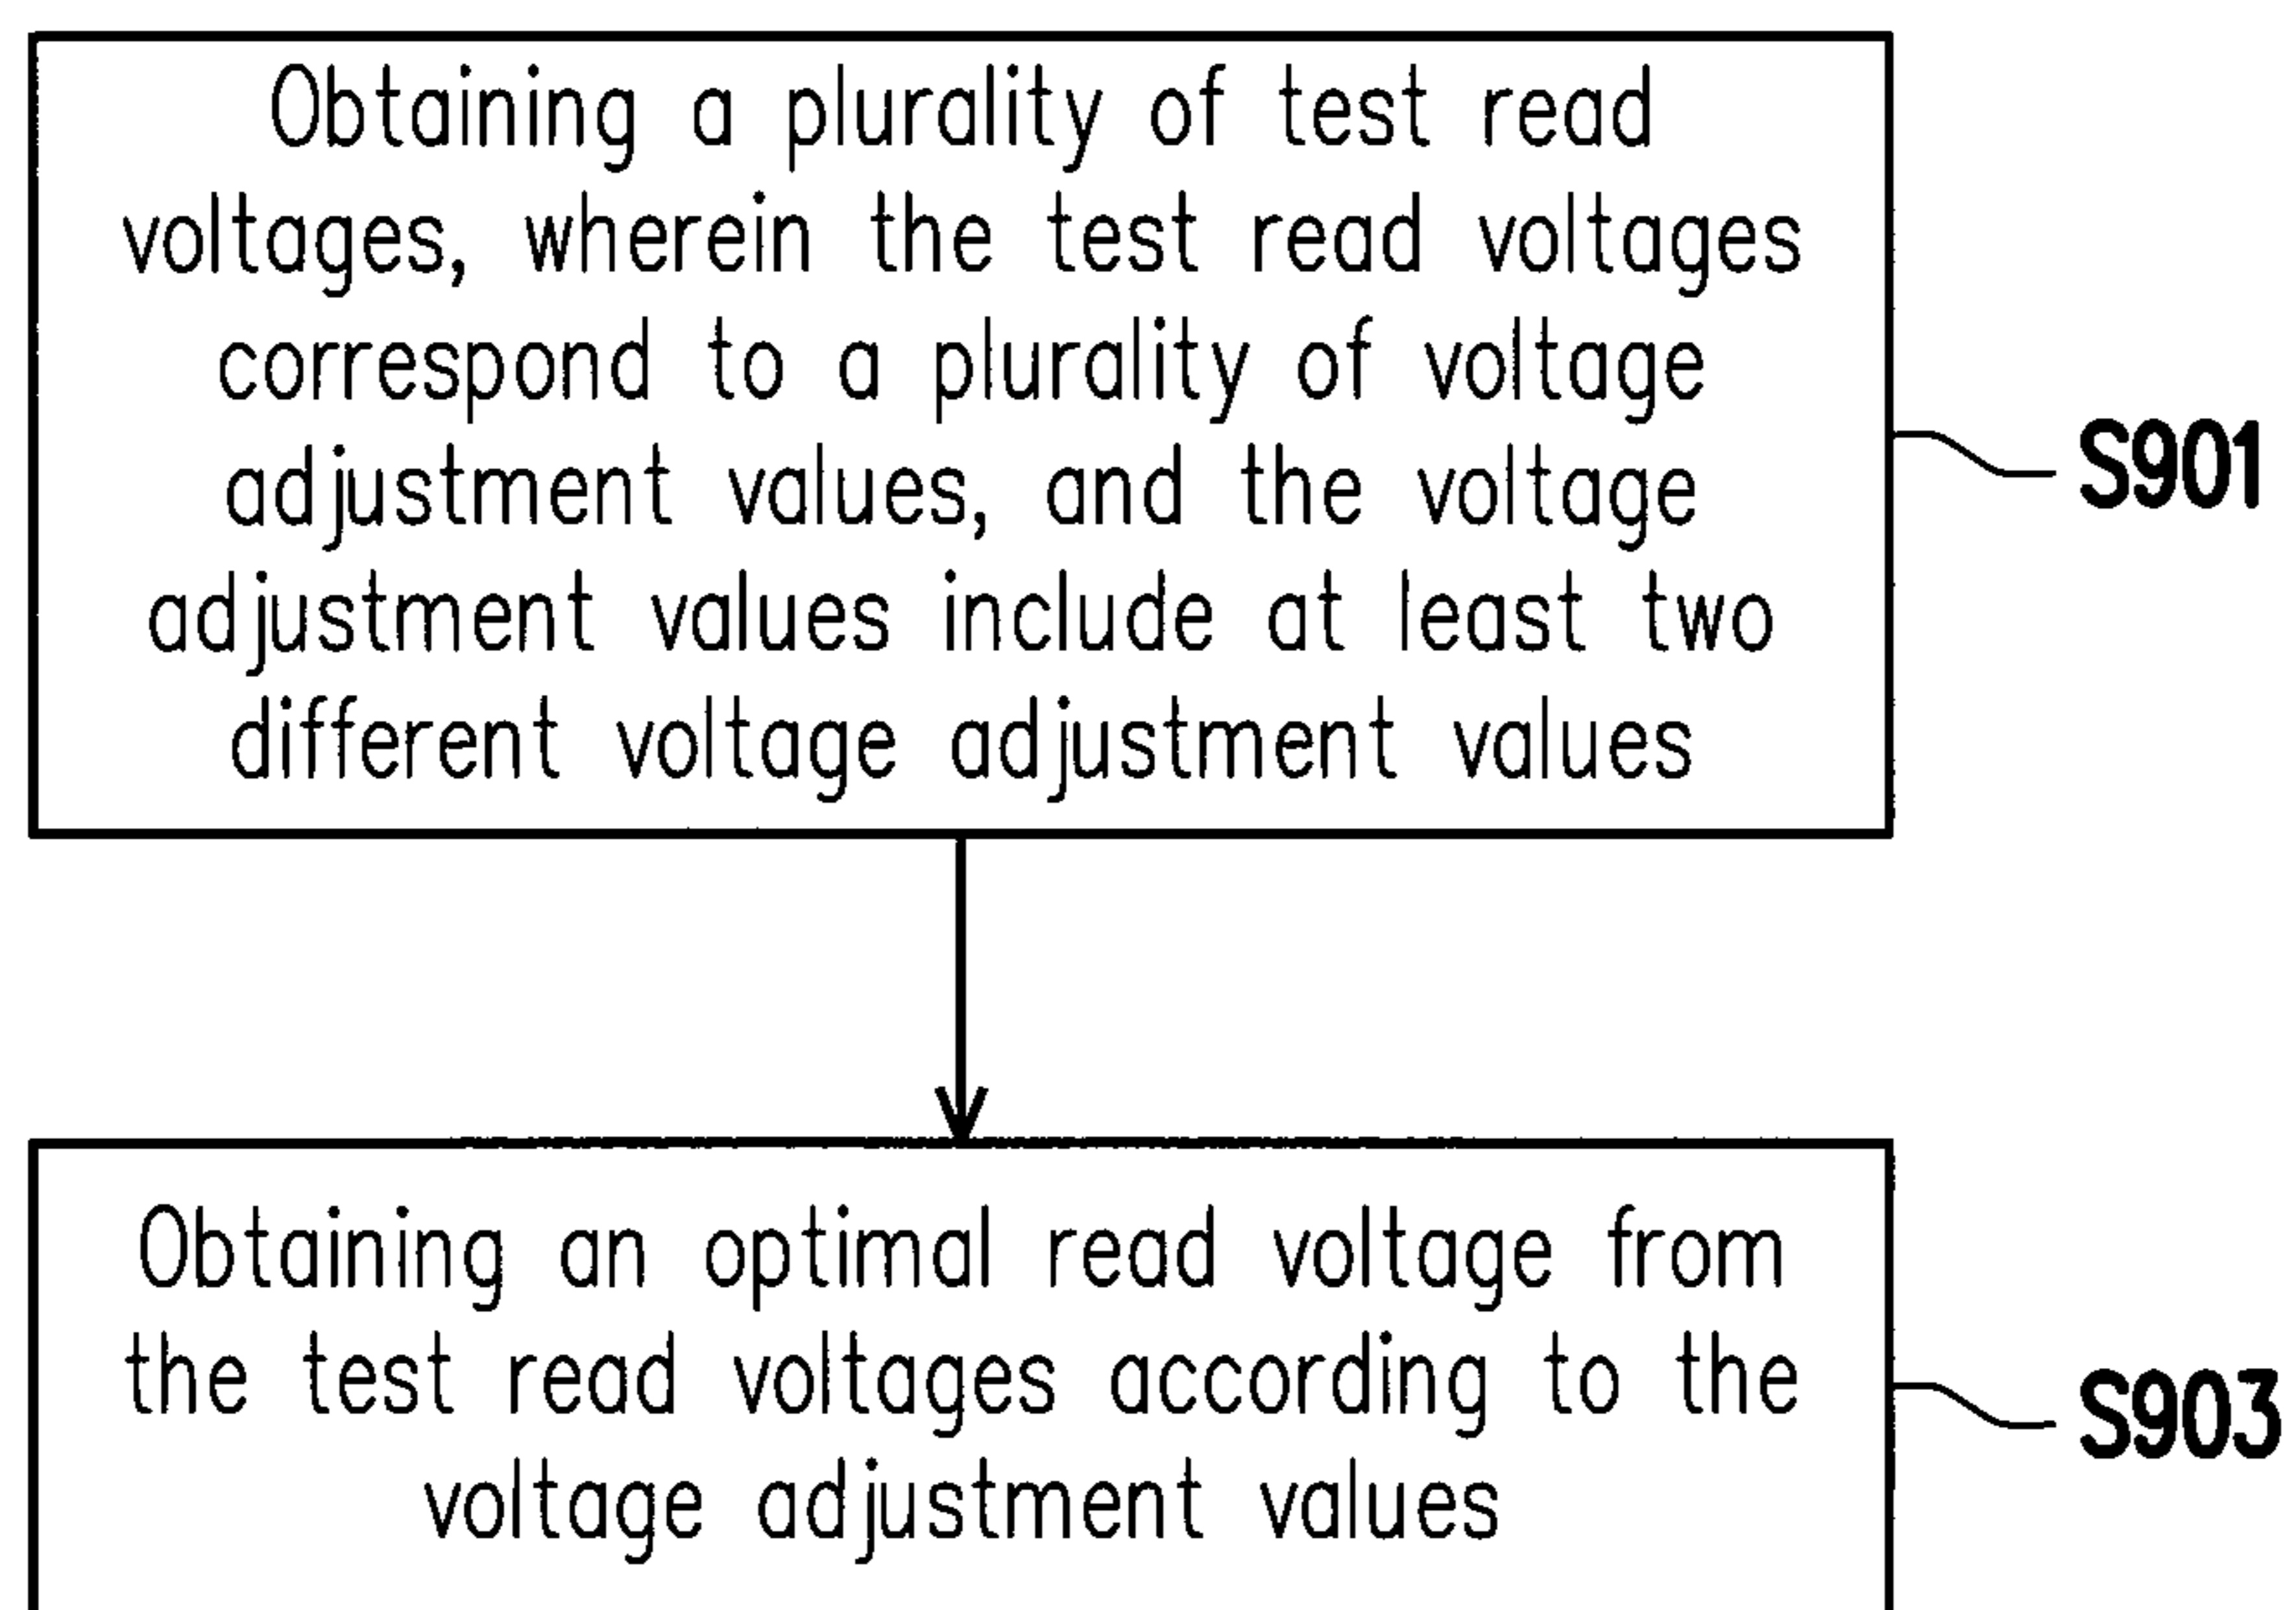 Obtaining a plurality of test read
voltages, wherein the test read voltages
correspond to a plurality of voltage
adjustment values, and the voltage
adjustment values include at least two
different voltage adjustment values
S901
Obtaining an optimal read voltage from
the test read voltages according to the
voltage adjustment values
S903